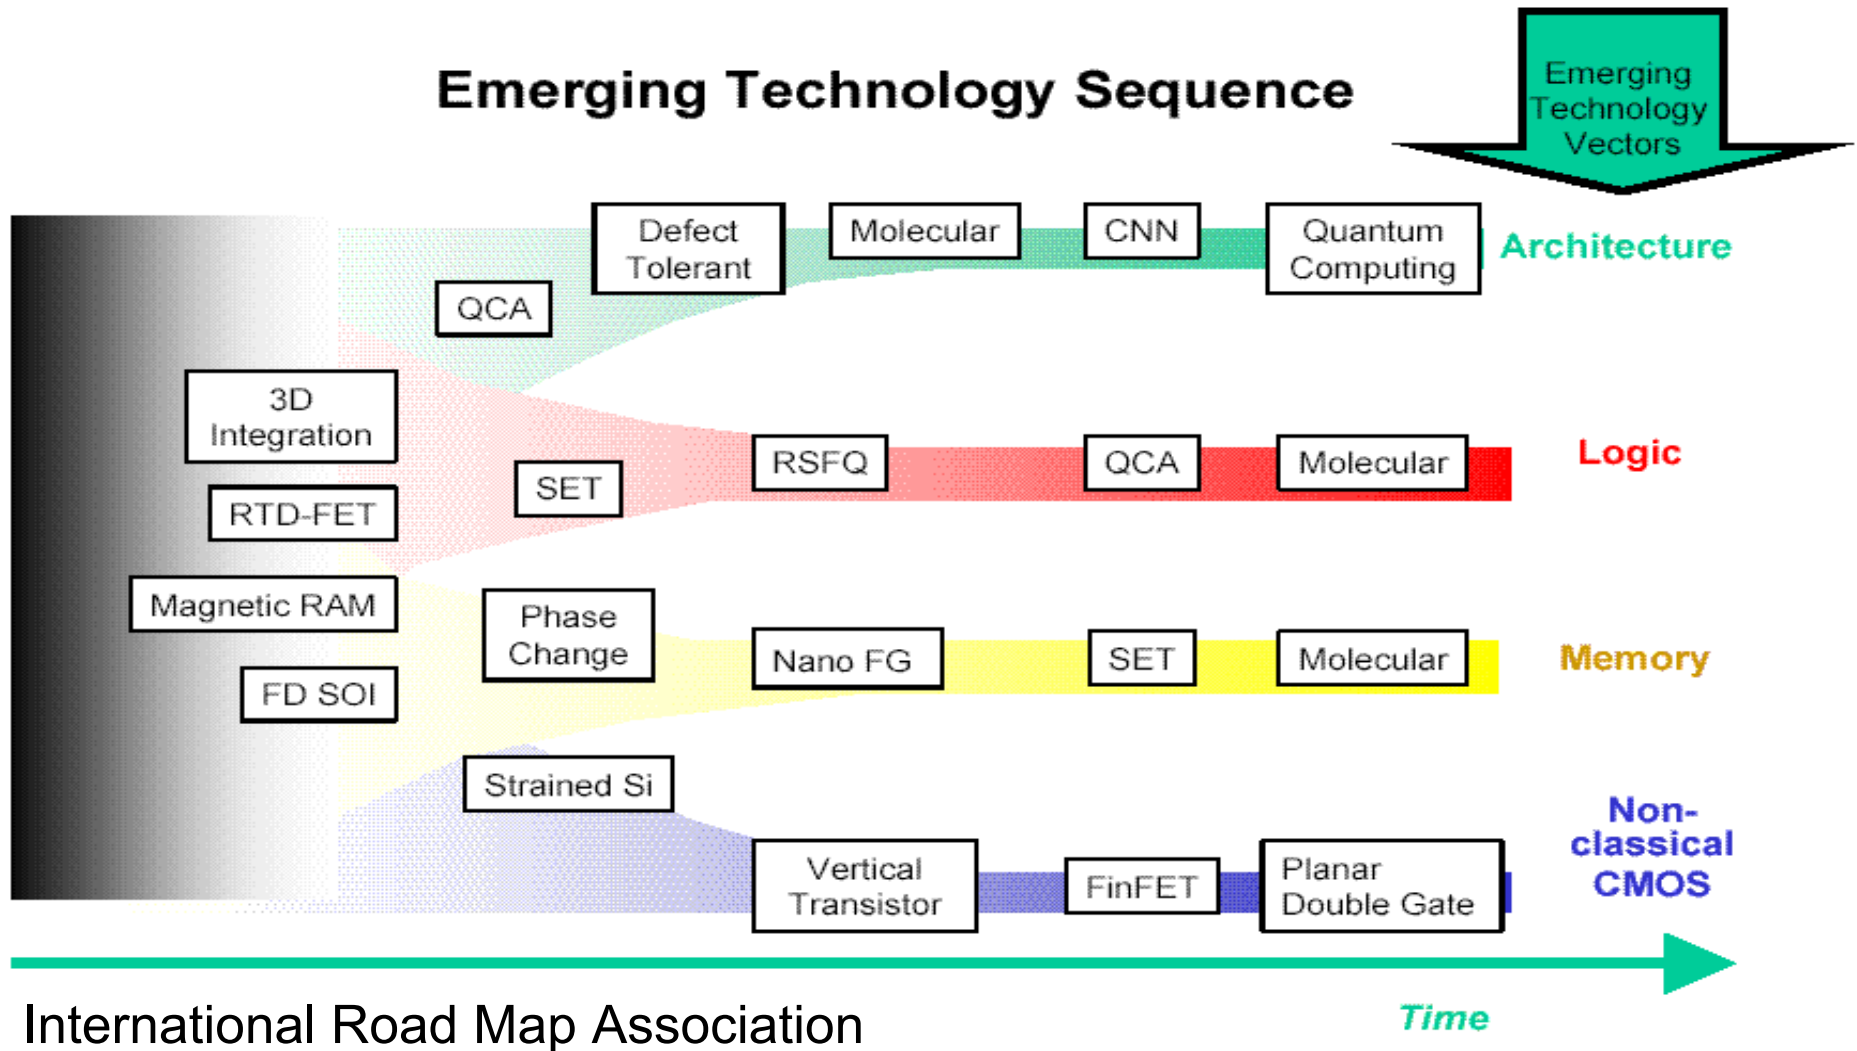 Emerging Technology Sequence
Emerging
Technology
Vectors
Defect
Tolerant
Molecular
CNN
Quantum
Computing
Architecture
QCA
3D
Integration
RTD-FET
SET
RSFQ
QCA
Molecular
Logic
Magnetic RAM
FD SOI
Phase
Change
Nano FG
SET
Molecular
Memory
Strained Si
Vertical
Transistor
FinFET
Planar
Double Gate
Non-
classical
CMOS
Time
International Road Map Association